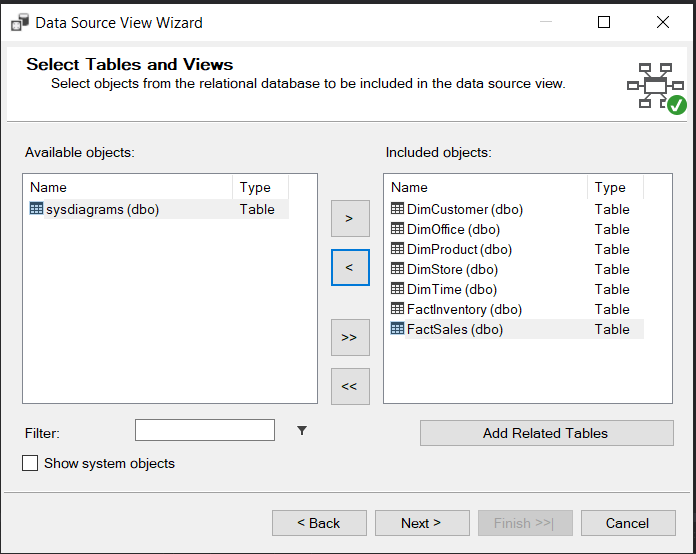 Data Source View Wizard
Select Tables and Views
Select objects from the relational database to be included in the data source view.
Available objects:
Name Type
sysdiagrams (dbo) Table
>
<
>>
<<
Included objects:
Name Type
DimCustomer (dbo) Table
DimOffice (dbo) Table
DimProduct (dbo) Table
DimStore (dbo) Table
DimTime (dbo) Table
FactInventory (dbo) Table
FactSales (dbo) Table
Filter:
Add Related Tables
Show system objects
< Back Next > Finish >>| Cancel